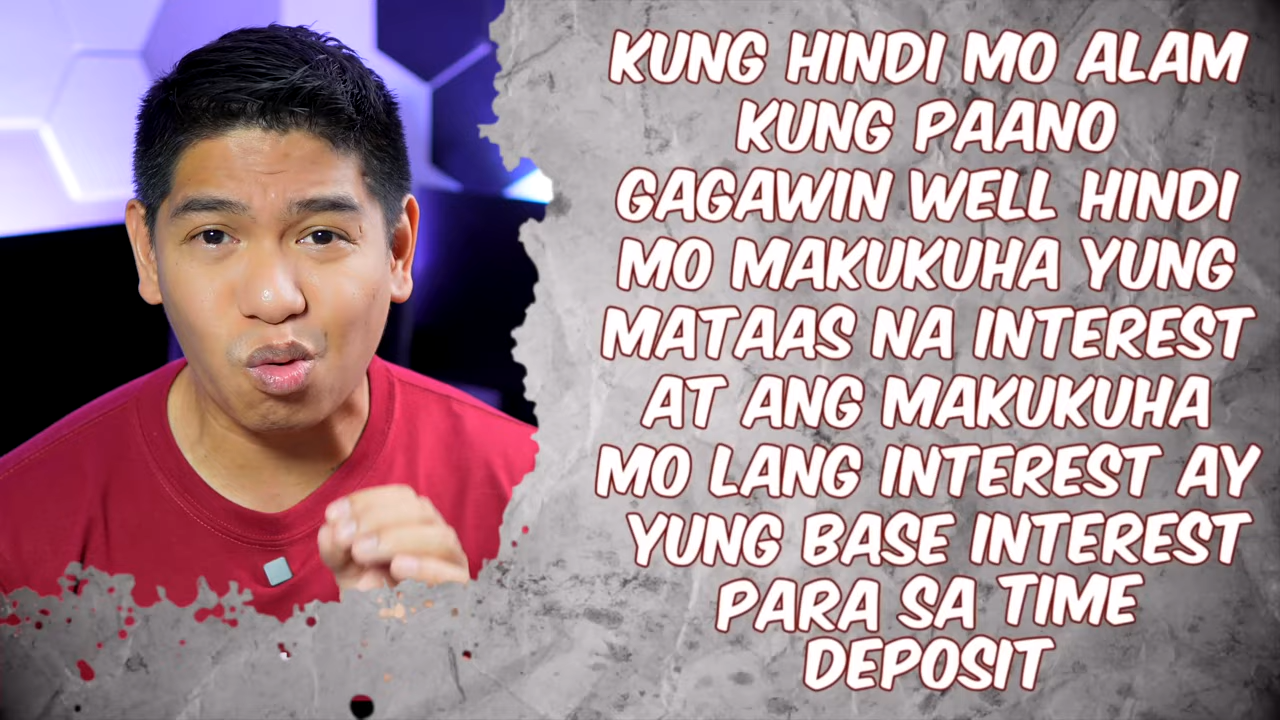 KUNG HINDI MO ALAM
KUNG PAANO
GAGAWIN WELL HINDI
MO MAKUKUHA YUNG
MATAAS NA INTEREST
AT ANG MAKUKUHA
MO LANG INTEREST AY
YUNG BASE INTEREST
PARA SA TIME
DEPOSIT